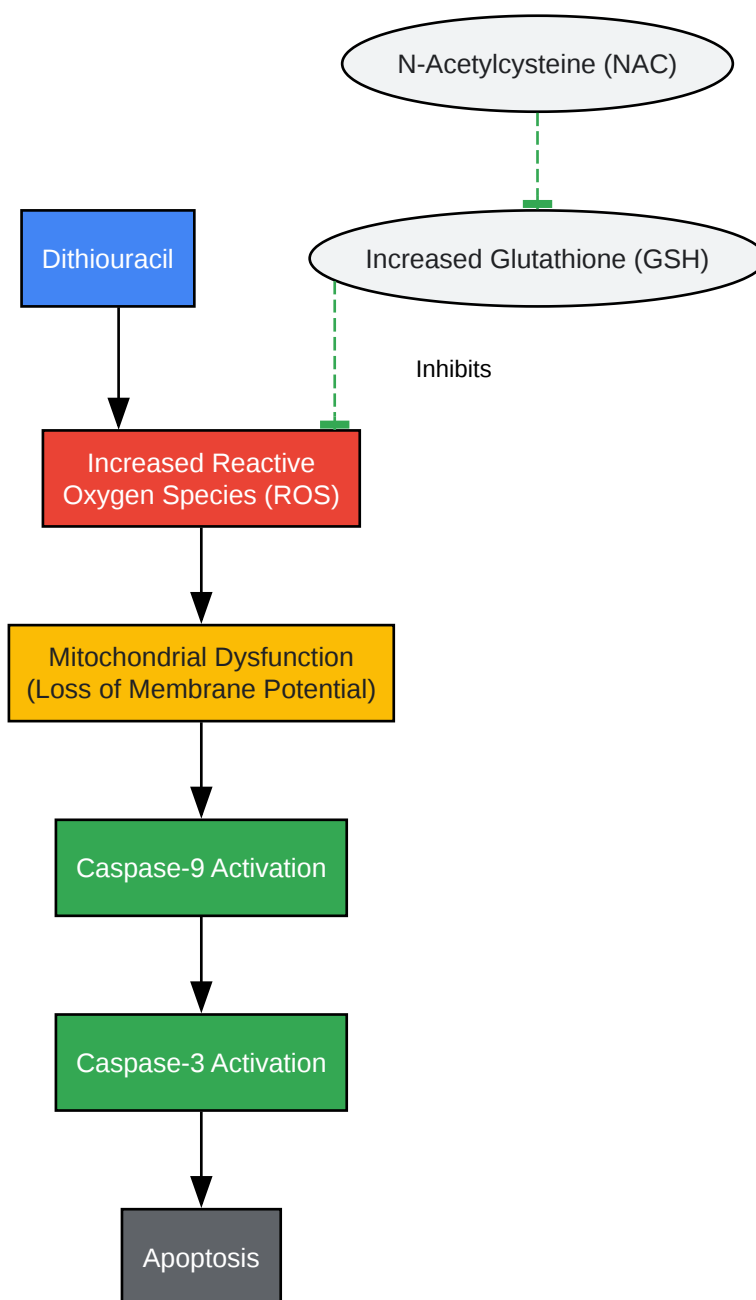 N-Acetylcysteine (NAC)
Dithiouracil
Increased Glutathione (GSH)
Inhibits
Increased Reactive
Oxygen Species (ROS)
Mitochondrial Dysfunction
(Loss of Membrane Potential)
Caspase-9 Activation
Caspase-3 Activation
Apoptosis